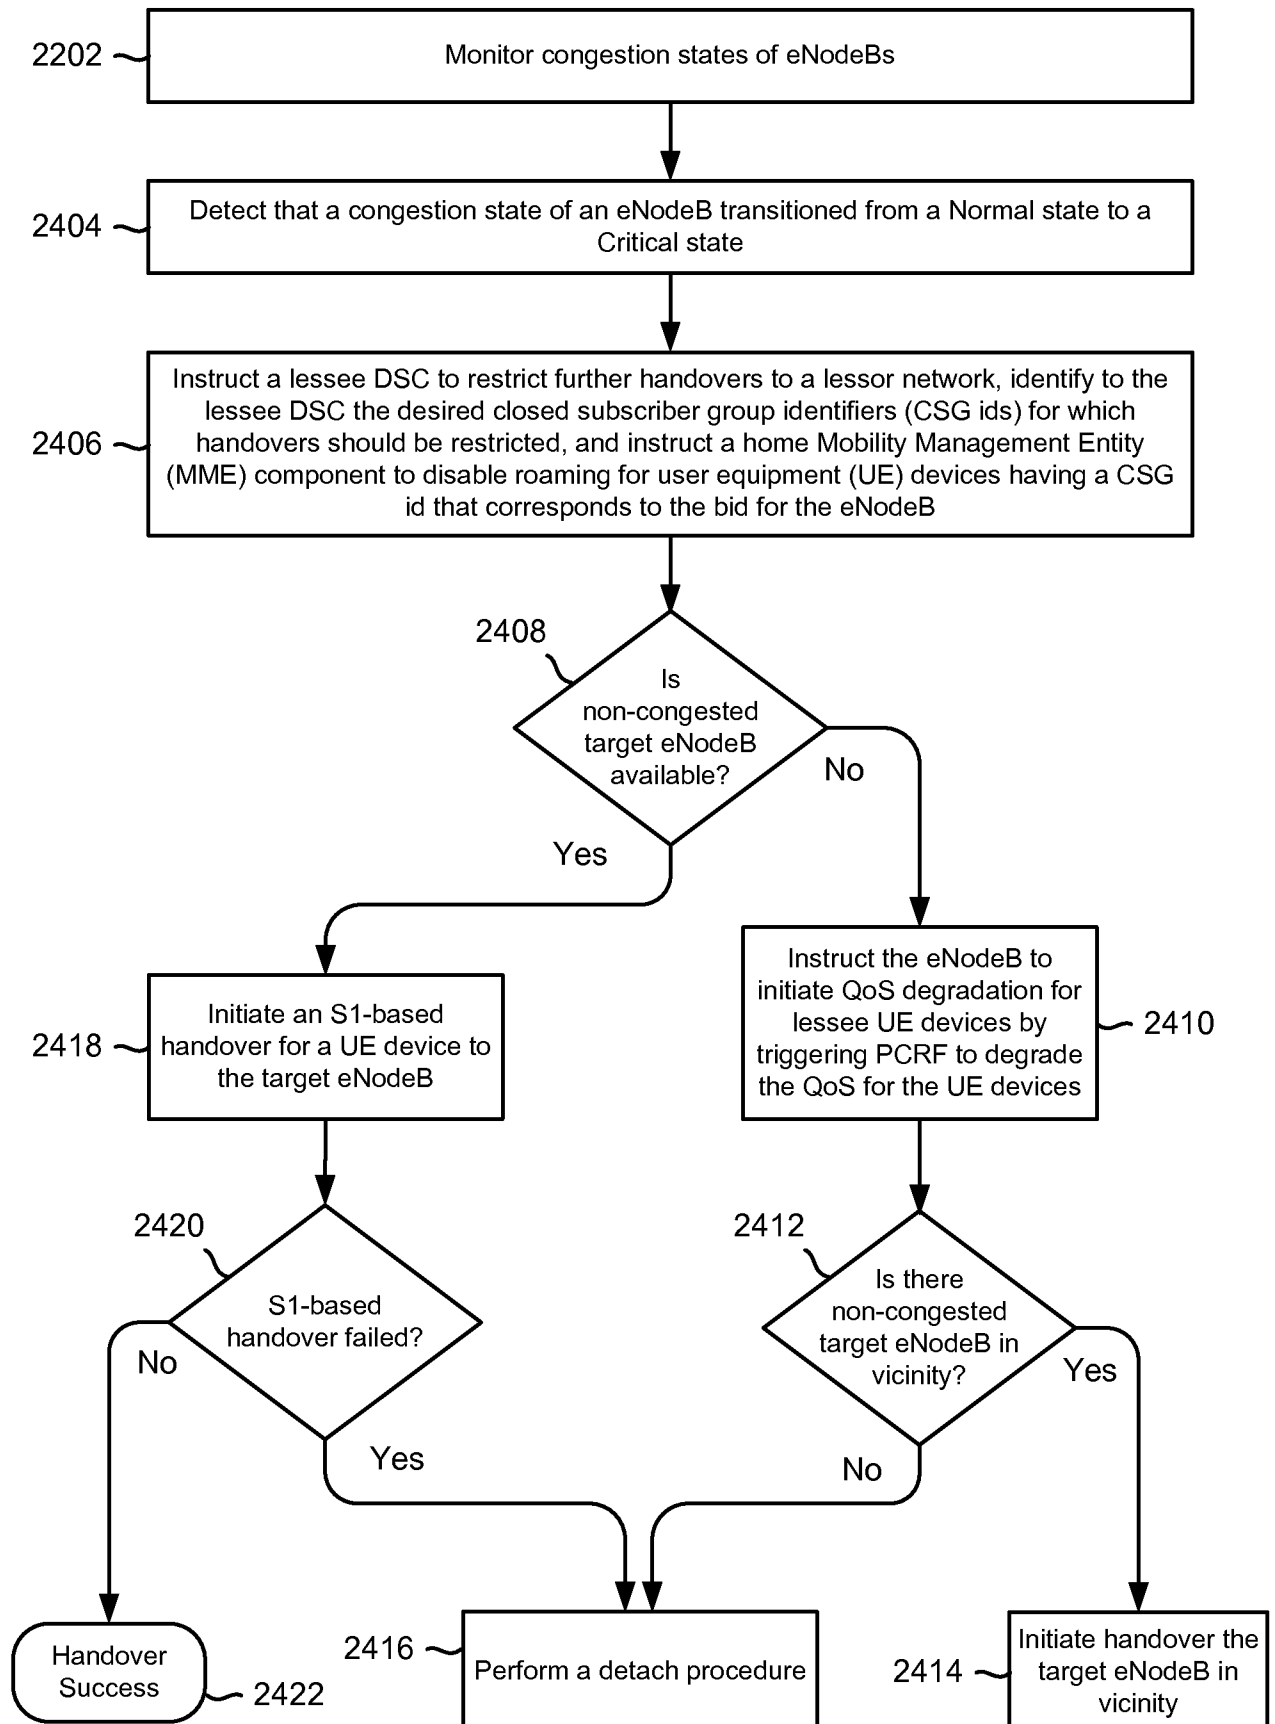 2202
Monitor congestion states of eNodeBs
2404
Detect that a congestion state of an eNodeB transitioned from a Normal state to a
Critical state
2406
Instruct a lessee DSC to restrict further handovers to a lessor network, identify to the
lessee DSC the desired closed subscriber group identifiers (CSG ids) for which
handovers should be restricted, and instruct a home Mobility Management Entity
(MME) component to disable roaming for user equipment (UE) devices having a CSG
id that corresponds to the bid for the eNodeB
2408
Is
non-congested
target eNodeB
available?
No
Yes
Instruct the eNodeB to
initiate QoS degradation for
lessee UE devices by
triggering PCRF to degrade
the QoS for the UE devices
2410
2418
Initiate an S1-based
handover for a UE device to
the target eNodeB
2420
S1-based
handover failed?
No
Yes
2412
Is there
non-congested
target eNodeB in
vicinity?
Yes
No
Handover
Success
2422
2416
Perform a detach procedure
2414
Initiate handover the
target eNodeB in
vicinity